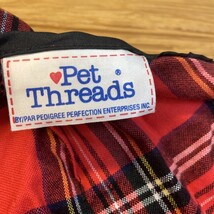 Pet ®
Threads
BY/PAR PEDIGREE PERFECTION ENTERPRISES INC.